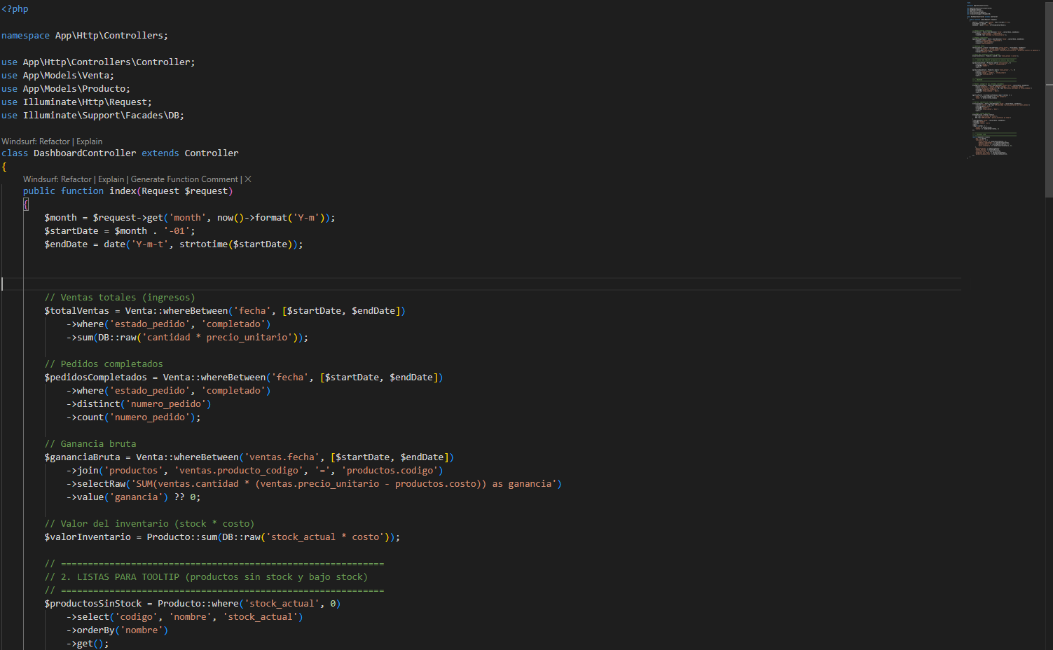 <?php
namespace App\Http\Controllers;
use App\Http\Controllers\Controller;
use App\Models\Venta;
use App\Models\Producto;
use Illuminate\Http\Request;
use Illuminate\Support\Facades\DB;
Windsurf: Refactor | Explain
class DashboardController extends Controller
{
Windsurf: Refactor | Explain | Generate Function Comment | X
public function index(Request $request)
{
$month = $request->get('month', now()->format('Y-m'));
$startDate = $month . '-01';
$endDate = date('Y-m-t', strtotime($startDate));
// Ventas totales (ingresos)
$totalVentas = Venta::whereBetween('fecha', [$startDate, $endDate])
->where('estado_pedido', 'completado')
->sum(DB::raw('cantidad * precio_unitario'));
// Pedidos completados
$pedidosCompletados = Venta::whereBetween('fecha', [$startDate, $endDate])
->where('estado_pedido', 'completado')
->distinct('numero_pedido')
->count('numero_pedido');
// Ganancia bruta
$gananciaBruta = Venta::whereBetween('ventas.fecha', [$startDate, $endDate])
->join('productos', 'ventas.producto_codigo', '=', 'productos.codigo')
->selectRaw('SUM(ventas.cantidad * (ventas.precio_unitario - productos.costo)) as ganancia')
->value('ganancia') ?? 0;
// Valor del inventario (stock * costo)
$valorInventario = Producto::sum(DB::raw('stock_actual * costo'));
// ============================================================
// 2. LISTAS PARA TOOLTIP (productos sin stock y bajo stock)
// ============================================================
$productosSinStock = Producto::where('stock_actual', 0)
->select('codigo', 'nombre', 'stock_actual')
->orderBy('nombre')
->get();